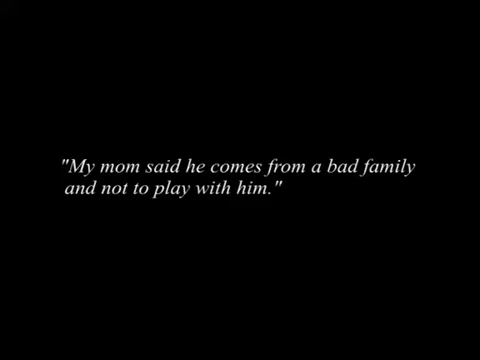 "My mom said he comes from a bad family
and not to play with him."